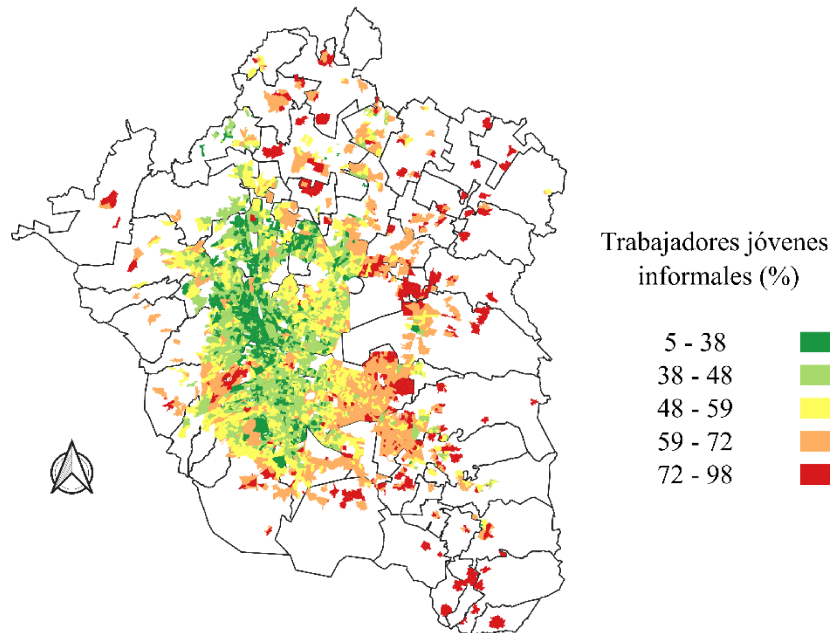 Trabajadores jóvenes
informales (%)
5 - 38
38 - 48
48 - 59
59 - 72
72 - 98